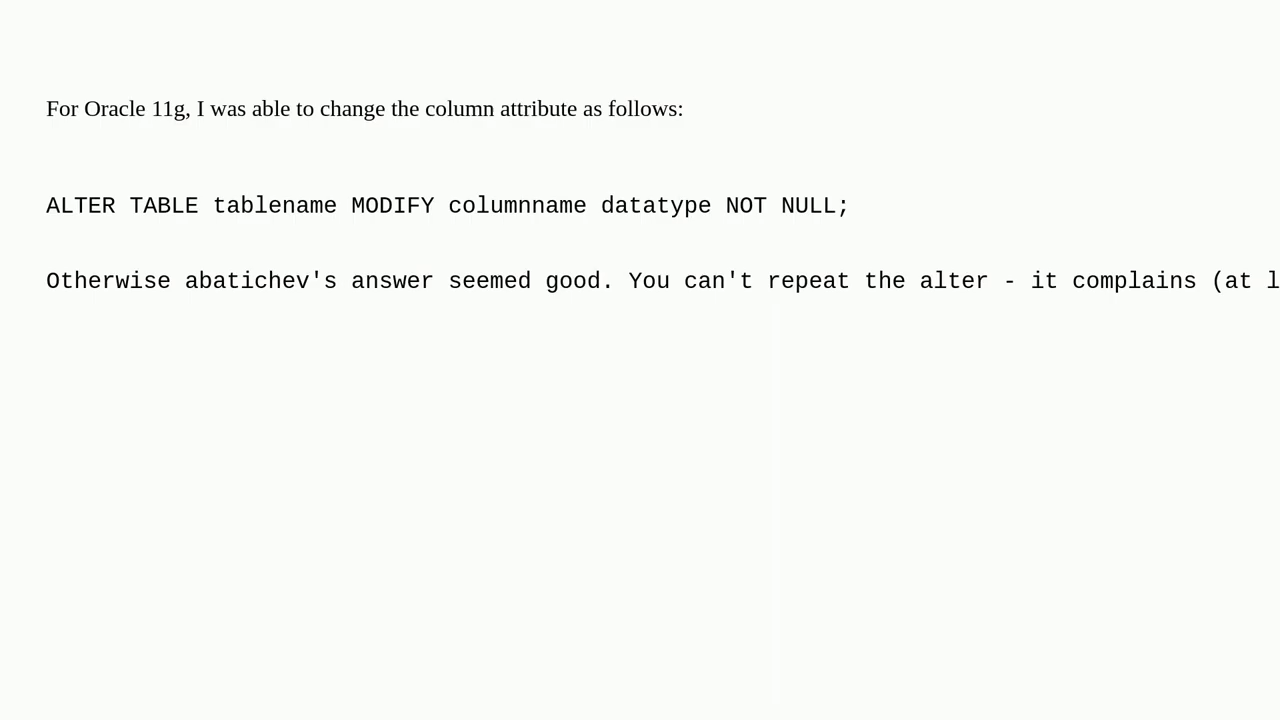 For Oracle 11g, I was able to change the column attribute as follows:
ALTER TABLE tablename MODIFY columnname datatype NOT NULL;
Otherwise abatichev's answer seemed good. You can't repeat the alter - it complains (at l